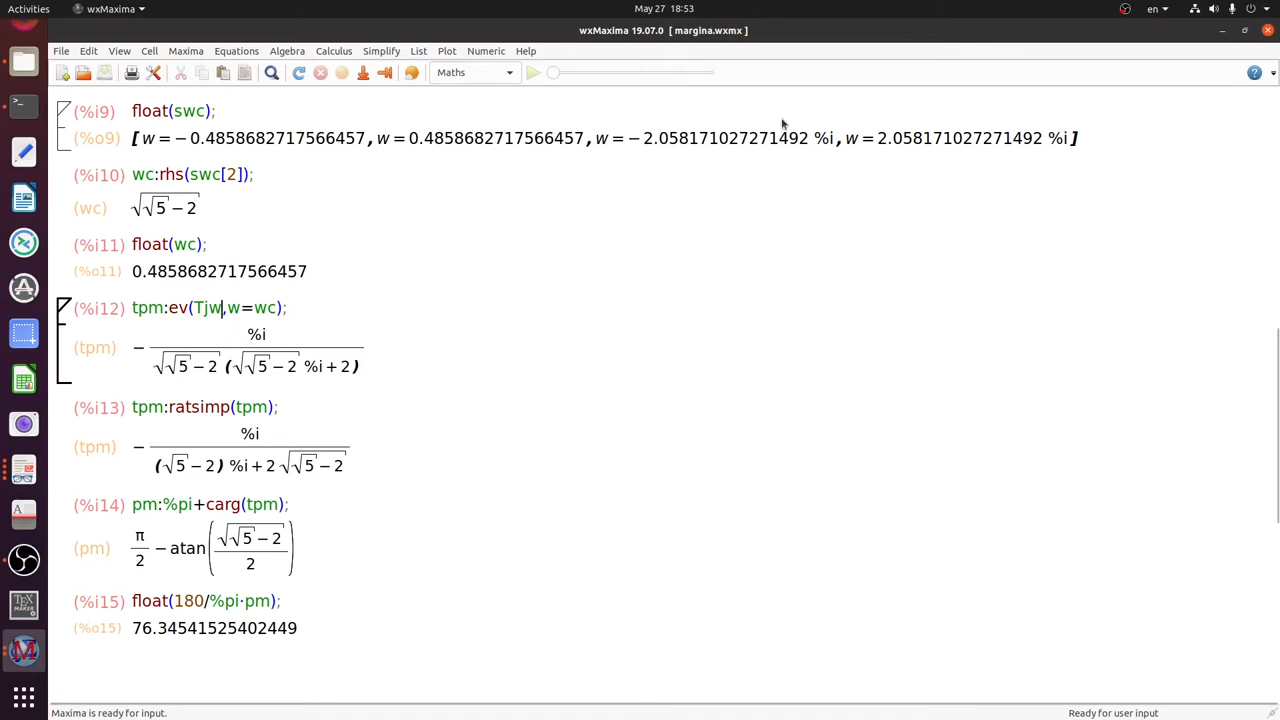 Activities wxMaxima May 27 18:53 en
wxMaxima 19.07.0 [ margina.wxmx ]
File Edit View Cell Maxima Equations Algebra Calculus Simplify List Plot Numeric Help
Maths
(%i9) float(swc);
(%o9) [ w = − 0.4858682717566457 , w = 0.4858682717566457 , w = − 2.058171027271492 %i , w = 2.058171027271492 %i ]
(%i10) wc:rhs(swc[2]);
(wc) √√5 − 2
(%i11) float(wc);
(%o11) 0.4858682717566457
(%i12) tpm:ev(Tjw,w=wc);
%i
(tpm) −
√√5 − 2 (√√5 − 2 %i + 2)
(%i13) tpm:ratsimp(tpm);
%i
(tpm) −
(√5 − 2) %i + 2 √√5 − 2
(%i14) pm:%pi+carg(tpm);
π √√5 − 2
(pm) − atan( )
2 2
(%i15) float(180/%pi·pm);
(%o15) 76.34541525402449
Maxima is ready for input. Ready for user input